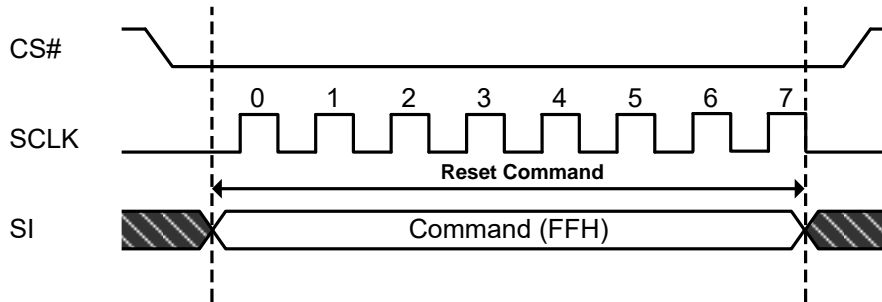 CS#
0 1 2 3 4 5 6 7
SCLK
Reset Command
SI
Command (FFH)